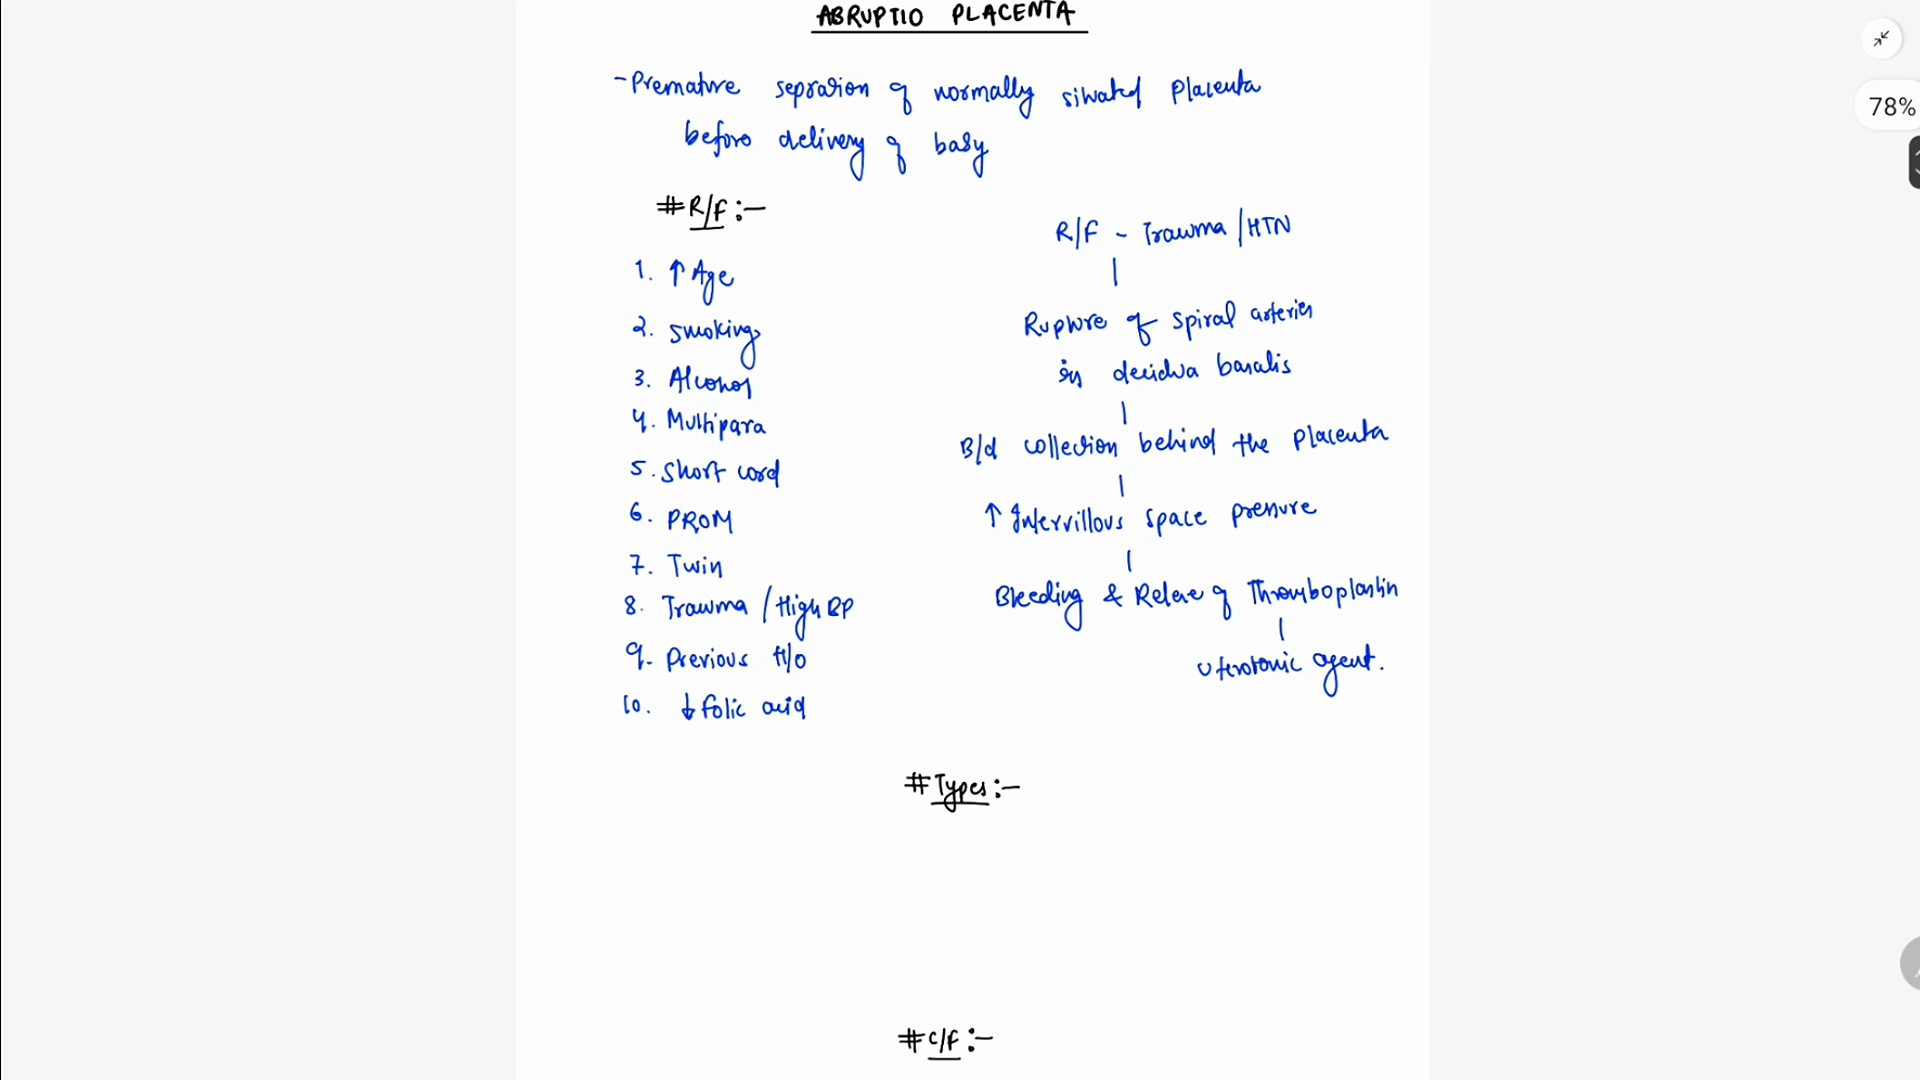 ABRUPTIO PLACENTA
- Premature sepration of normally situated Placenta
before delivery of baby
# R/F :-
1. ↑ Age
2. Smoking
3. Alcohol
4. Multipara
5. Short cord
6. PROM
7. Twin
8. Trauma / High BP
9. Previous H/o
10. ↓ folic acid
R/F - Trauma / HTN
Rupture of spiral arteries
in decidua basalis
B/d collection behind the Placenta
↑ Intervillous space pressure
Bleeding & Release of Thromboplastin
Uterotonic agent.
# Types :-
# C/F :-
78%